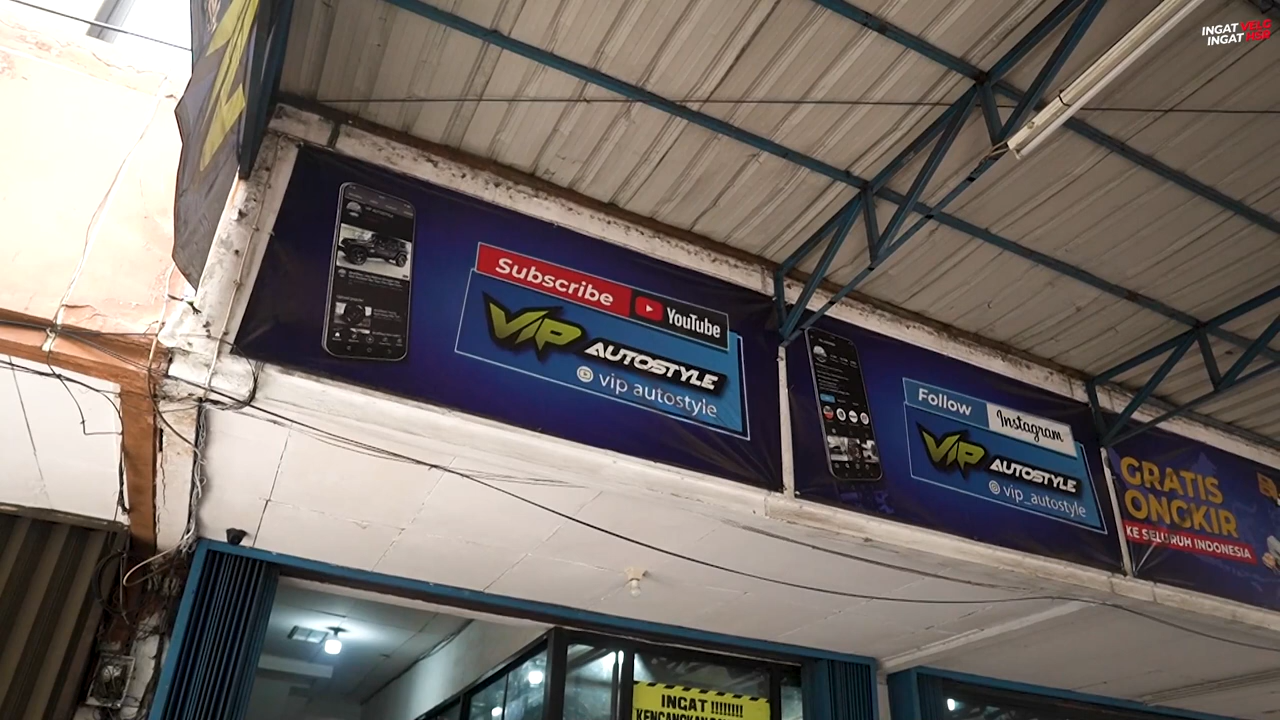 INGAT VELG
INGAT HSR
Subscribe
YouTube
VIP AUTOSTYLE
vip autostyle
Follow
Instagram
VIP AUTOSTYLE
vip_autostyle
GRATIS
ONGKIR
KE SELURUH INDONESIA
INGAT !!!!!!!!